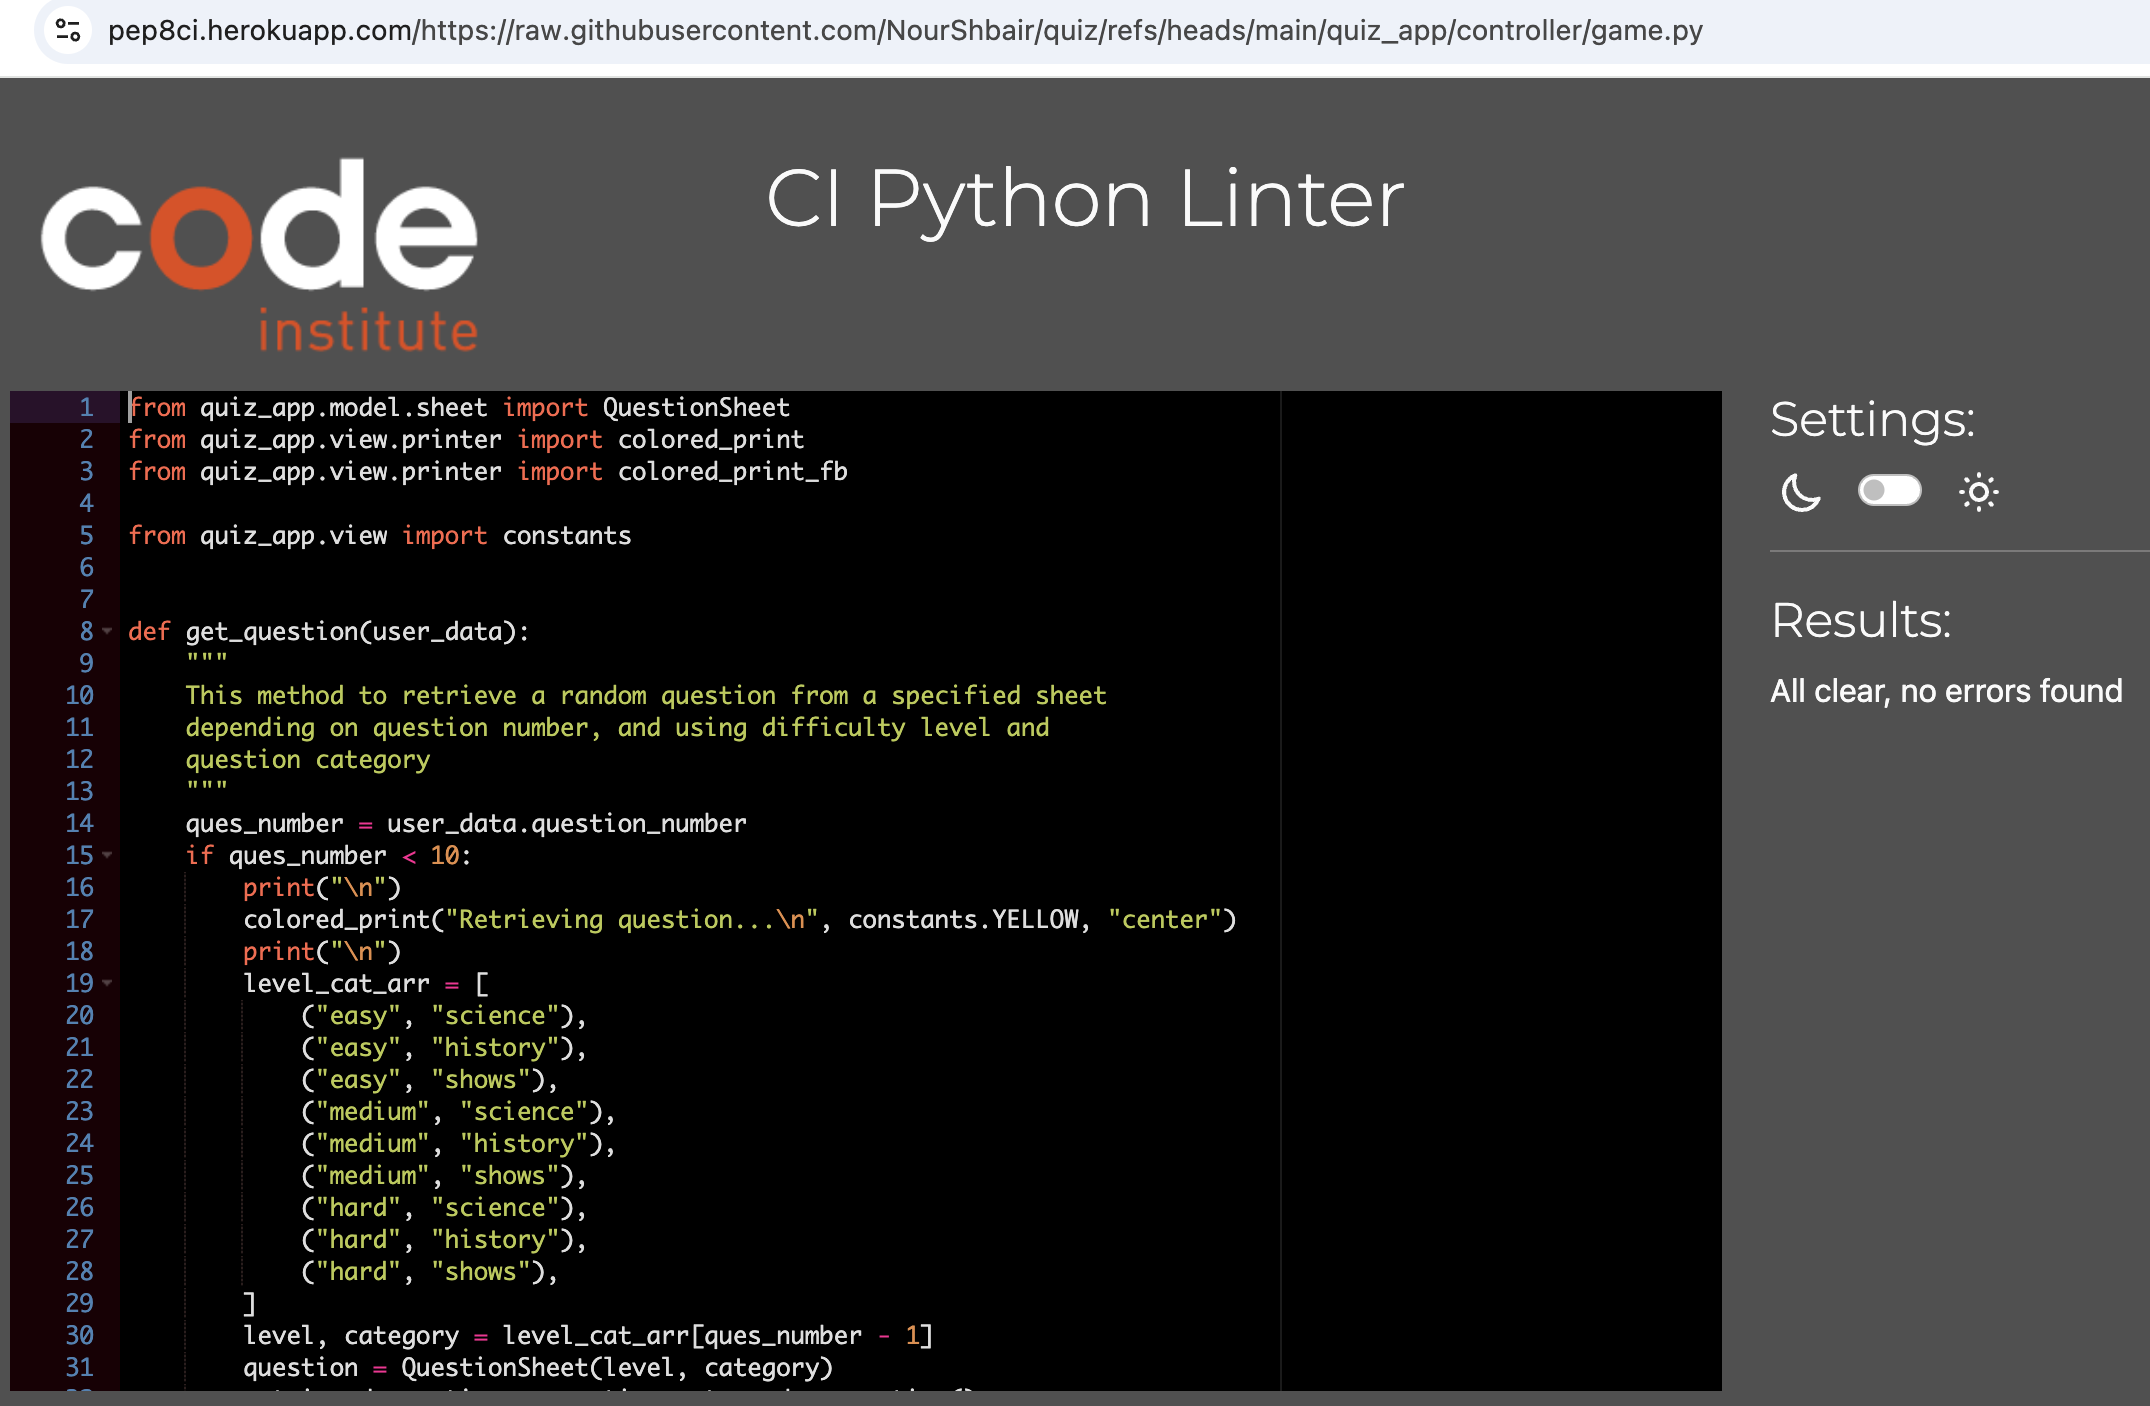 pep8ci.herokuapp.com/https://raw.githubusercontent.com/NourShbair/quiz/refs/heads/main/quiz_app/controller/game.py
code
institute
CI Python Linter
1 from quiz_app.model.sheet import QuestionSheet
2 from quiz_app.view.printer import colored_print
3 from quiz_app.view.printer import colored_print_fb
4
5 from quiz_app.view import constants
6
7
8 def get_question(user_data):
9     """
10     This method to retrieve a random question from a specified sheet
11     depending on question number, and using difficulty level and
12     question category
13     """
14     ques_number = user_data.question_number
15     if ques_number < 10:
16         print("\n")
17         colored_print("Retrieving question...\n", constants.YELLOW, "center")
18         print("\n")
19         level_cat_arr = [
20             ("easy", "science"),
21             ("easy", "history"),
22             ("easy", "shows"),
23             ("medium", "science"),
24             ("medium", "history"),
25             ("medium", "shows"),
26             ("hard", "science"),
27             ("hard", "history"),
28             ("hard", "shows"),
29         ]
30         level, category = level_cat_arr[ques_number - 1]
31         question = QuestionSheet(level, category)
Settings:
Results:
All clear, no errors found